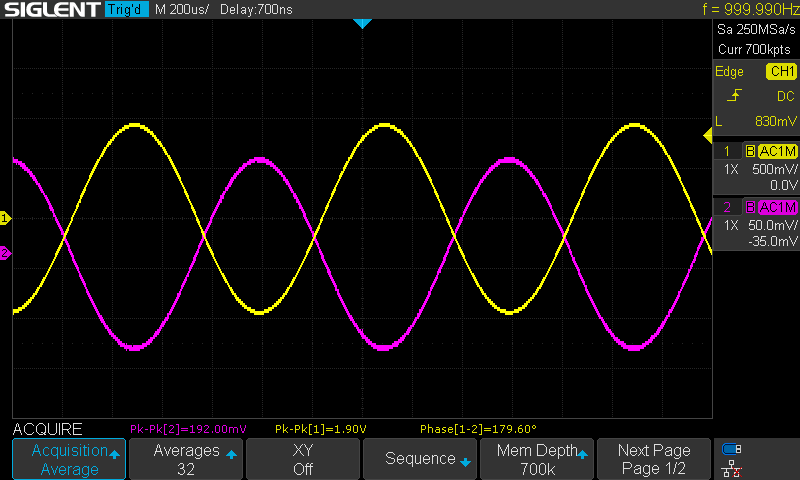 SIGLENT Trig'd M 200us/ Delay:700ns f = 999.990Hz
Sa 250MSa/s
Curr 700kpts
Edge CH1
DC
L 830mV
1 B AC1M
1X 500mV/
0.0V
2 B AC1M
1X 50.0mV/
-35.0mV
1
2
ACQUIRE Pk-Pk[2]=192.00mV Pk-Pk[1]=1.90V Phase[1-2]=179.60°
Acquisition
Average
Averages
32
XY
Off
Sequence
Mem Depth
700k
Next Page
Page 1/2